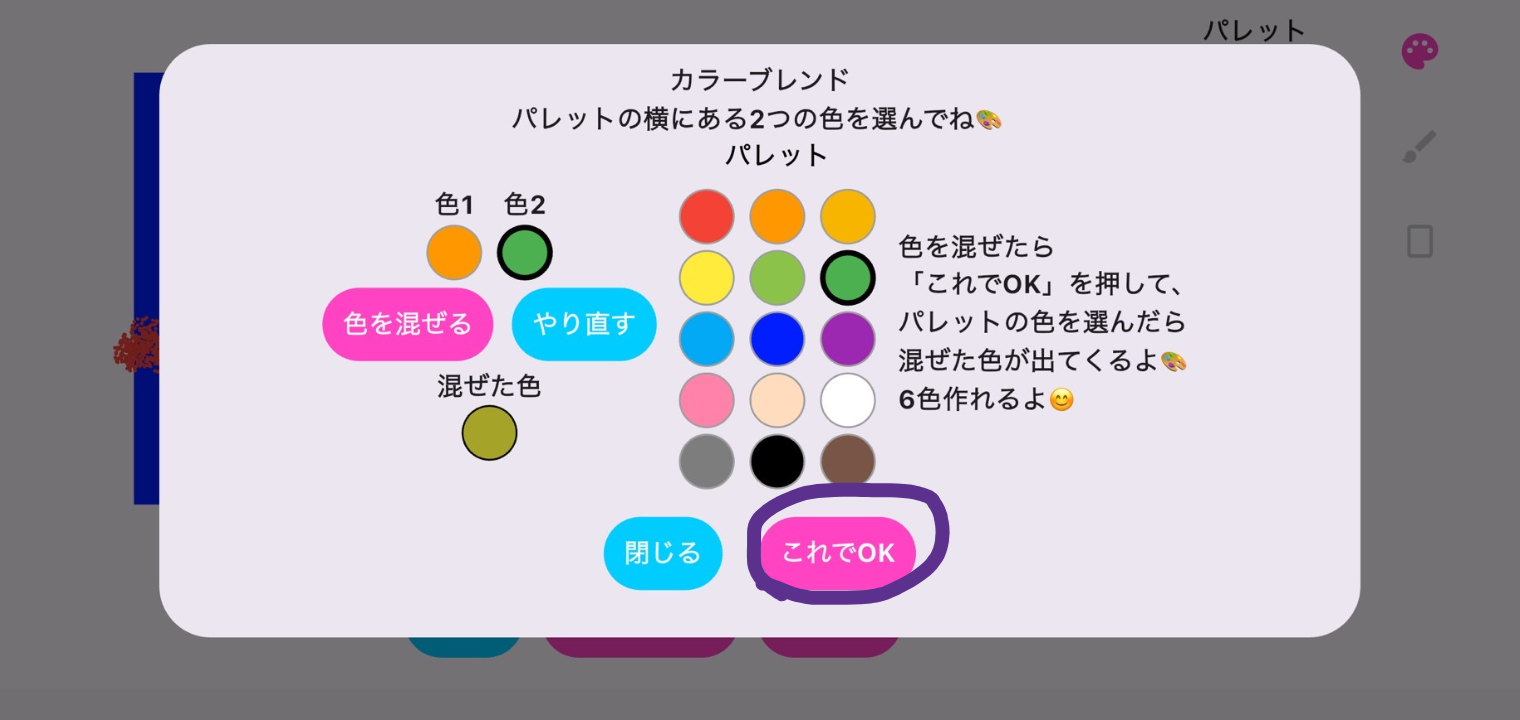 パレット
カラーブレンド
パレットの横にある2つの色を選んでね🎨
パレット
色1 色2
色を混ぜる やり直す
混ぜた色
色を混ぜたら
「これでOK」を押して、
パレットの色を選んだら
混ぜた色が出てくるよ🎨
6色作れるよ😊
閉じる これでOK